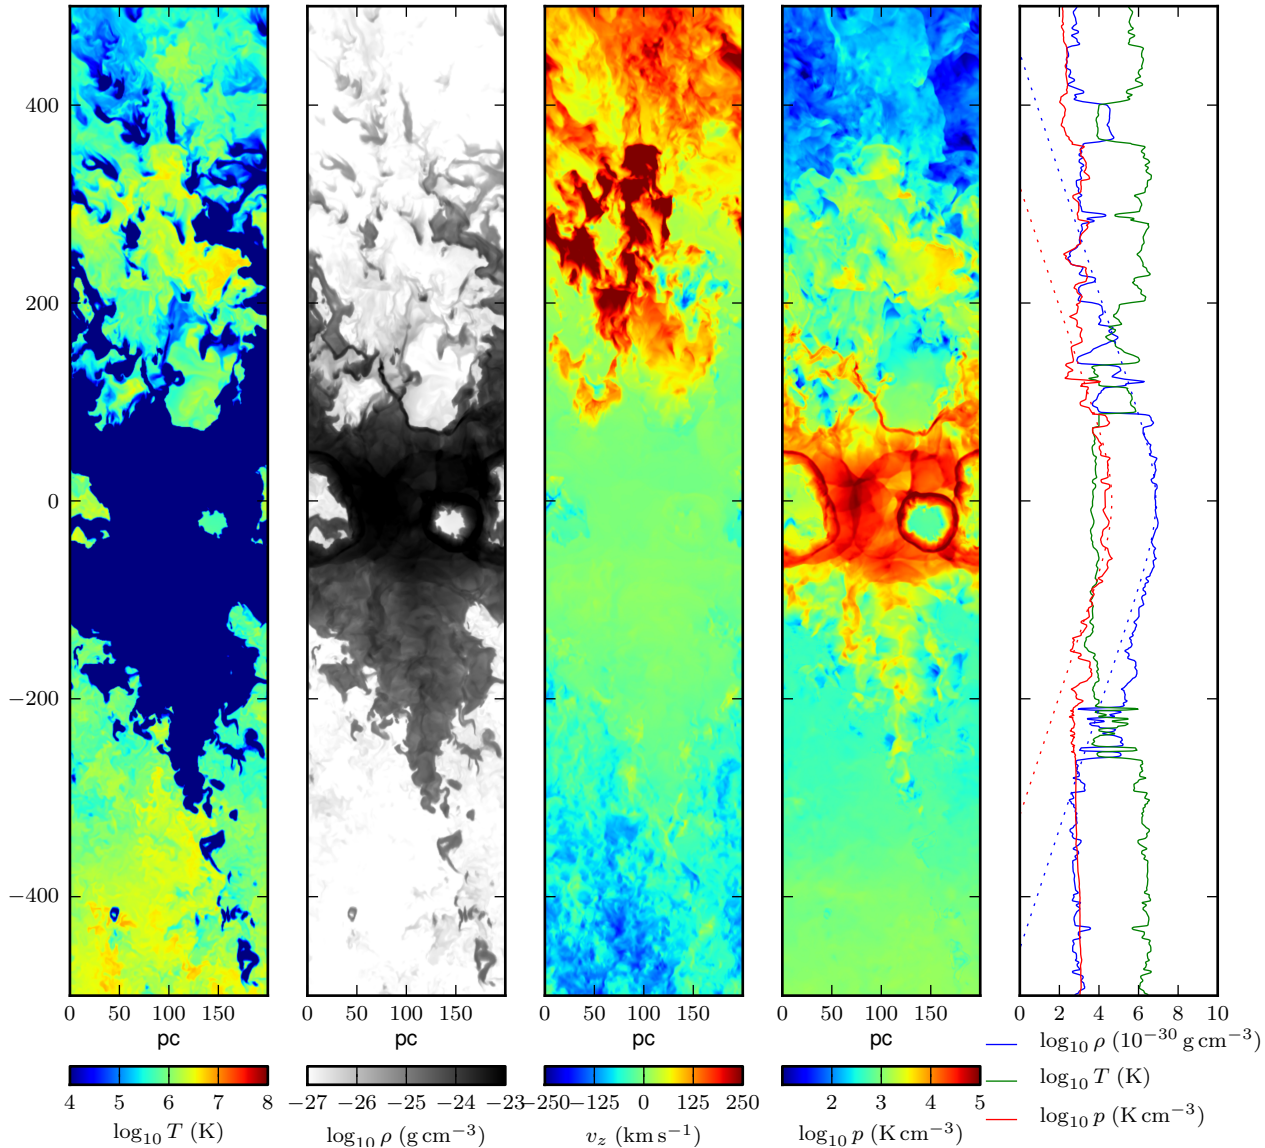 400
200
0
−200
−400
0 50 100 150
0 50 100 150
0 50 100 150
0 50 100 150
0 2 4 6 8 10
pc
pc
pc
pc
4 5 6 7 8
log₁₀ T (K)
−27 −26 −25 −24 −23
log₁₀ ρ (g cm⁻³)
−250 −125 0 125 250
v_z (km s⁻¹)
2 3 4 5
log₁₀ p (K cm⁻³)
log₁₀ ρ (10⁻³⁰ g cm⁻³)
log₁₀ T (K)
log₁₀ p (K cm⁻³)